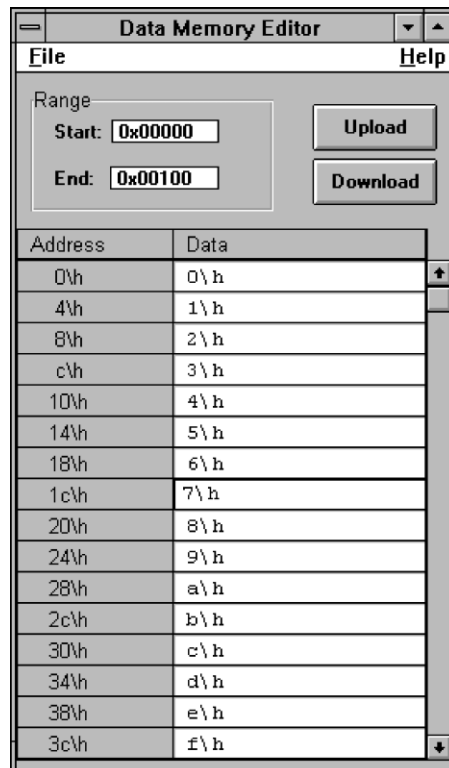 Data Memory Editor
File Help
Range
Start: 0x00000
End: 0x00100
Upload
Download
Address Data
0\h 0\h
4\h 1\h
8\h 2\h
c\h 3\h
10\h 4\h
14\h 5\h
18\h 6\h
1c\h 7\h
20\h 8\h
24\h 9\h
28\h a\h
2c\h b\h
30\h c\h
34\h d\h
38\h e\h
3c\h f\h